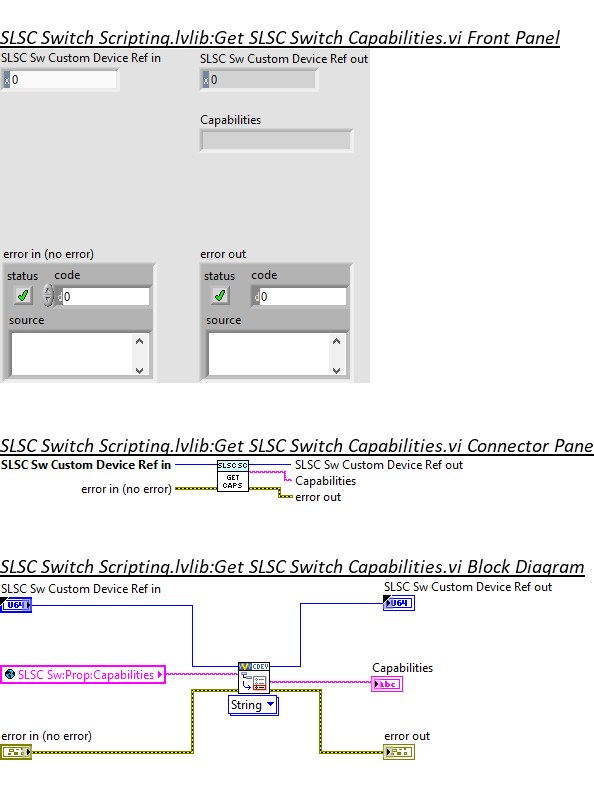 SLSC Switch Scripting.lvlib:Get SLSC Switch Capabilities.vi Front Panel
SLSC Sw Custom Device Ref in
SLSC Sw Custom Device Ref out
x 0
x 0
Capabilities
error in (no error)
error out
status code
status code
d 0
d 0
source
source
SLSC Switch Scripting.lvlib:Get SLSC Switch Capabilities.vi Connector Pane
SLSC Sw Custom Device Ref in
SLSC SC
GET
CAPS
SLSC Sw Custom Device Ref out
Capabilities
error in (no error)
error out
SLSC Switch Scripting.lvlib:Get SLSC Switch Capabilities.vi Block Diagram
SLSC Sw Custom Device Ref in
SLSC Sw Custom Device Ref out
U64
U64
CDEV
SLSC Sw:Prop:Capabilities
Capabilities
abc
String
error in (no error)
error out